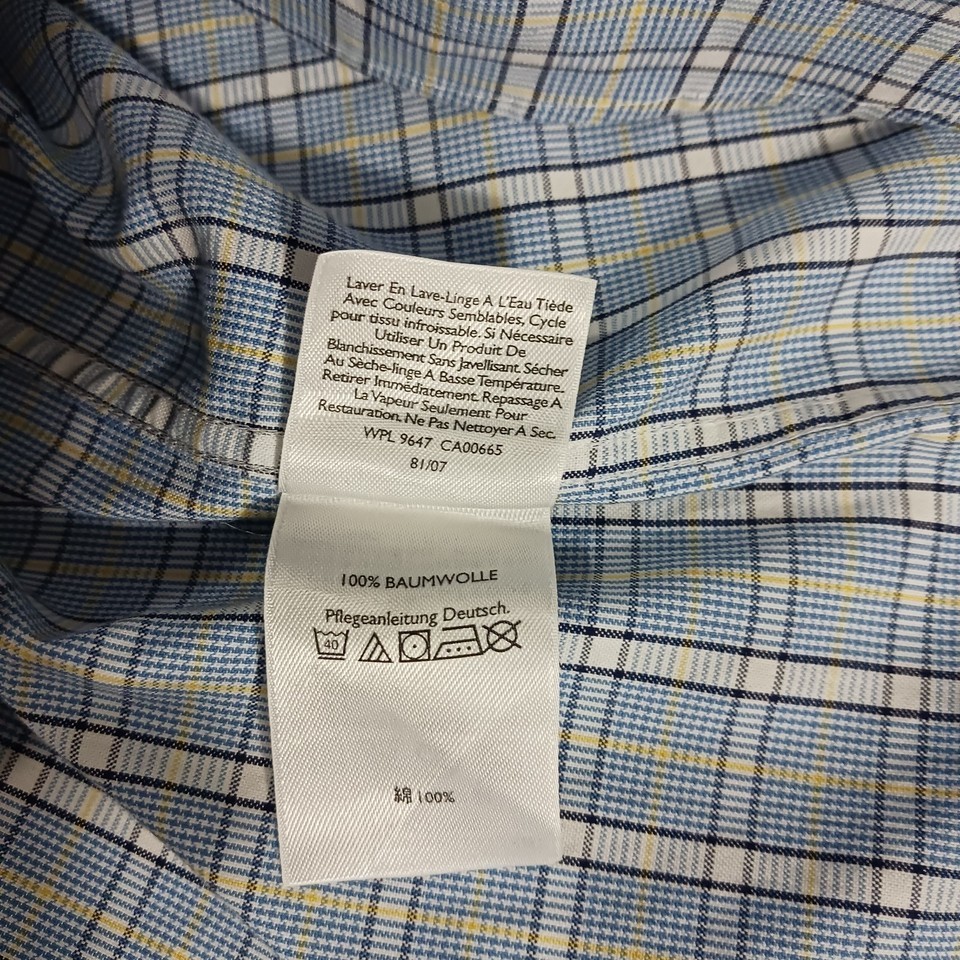 Laver En Lave-Linge A L'Eau Tiède
Avec Couleurs Semblables, Cycle
pour tissu infroissable. Si Nécessaire
Utiliser Un Produit De
Blanchissement Sans Javellisant. Sécher
Au Sèche-linge A Basse Température.
Retirer Immédiatement. Repassage A
La Vapeur Seulement Pour
Restauration. Ne Pas Nettoyer A Sec.
WPL 9647 CA00665
81/07
100% BAUMWOLLE
Pflegeanleitung Deutsch.
40
綿 100%